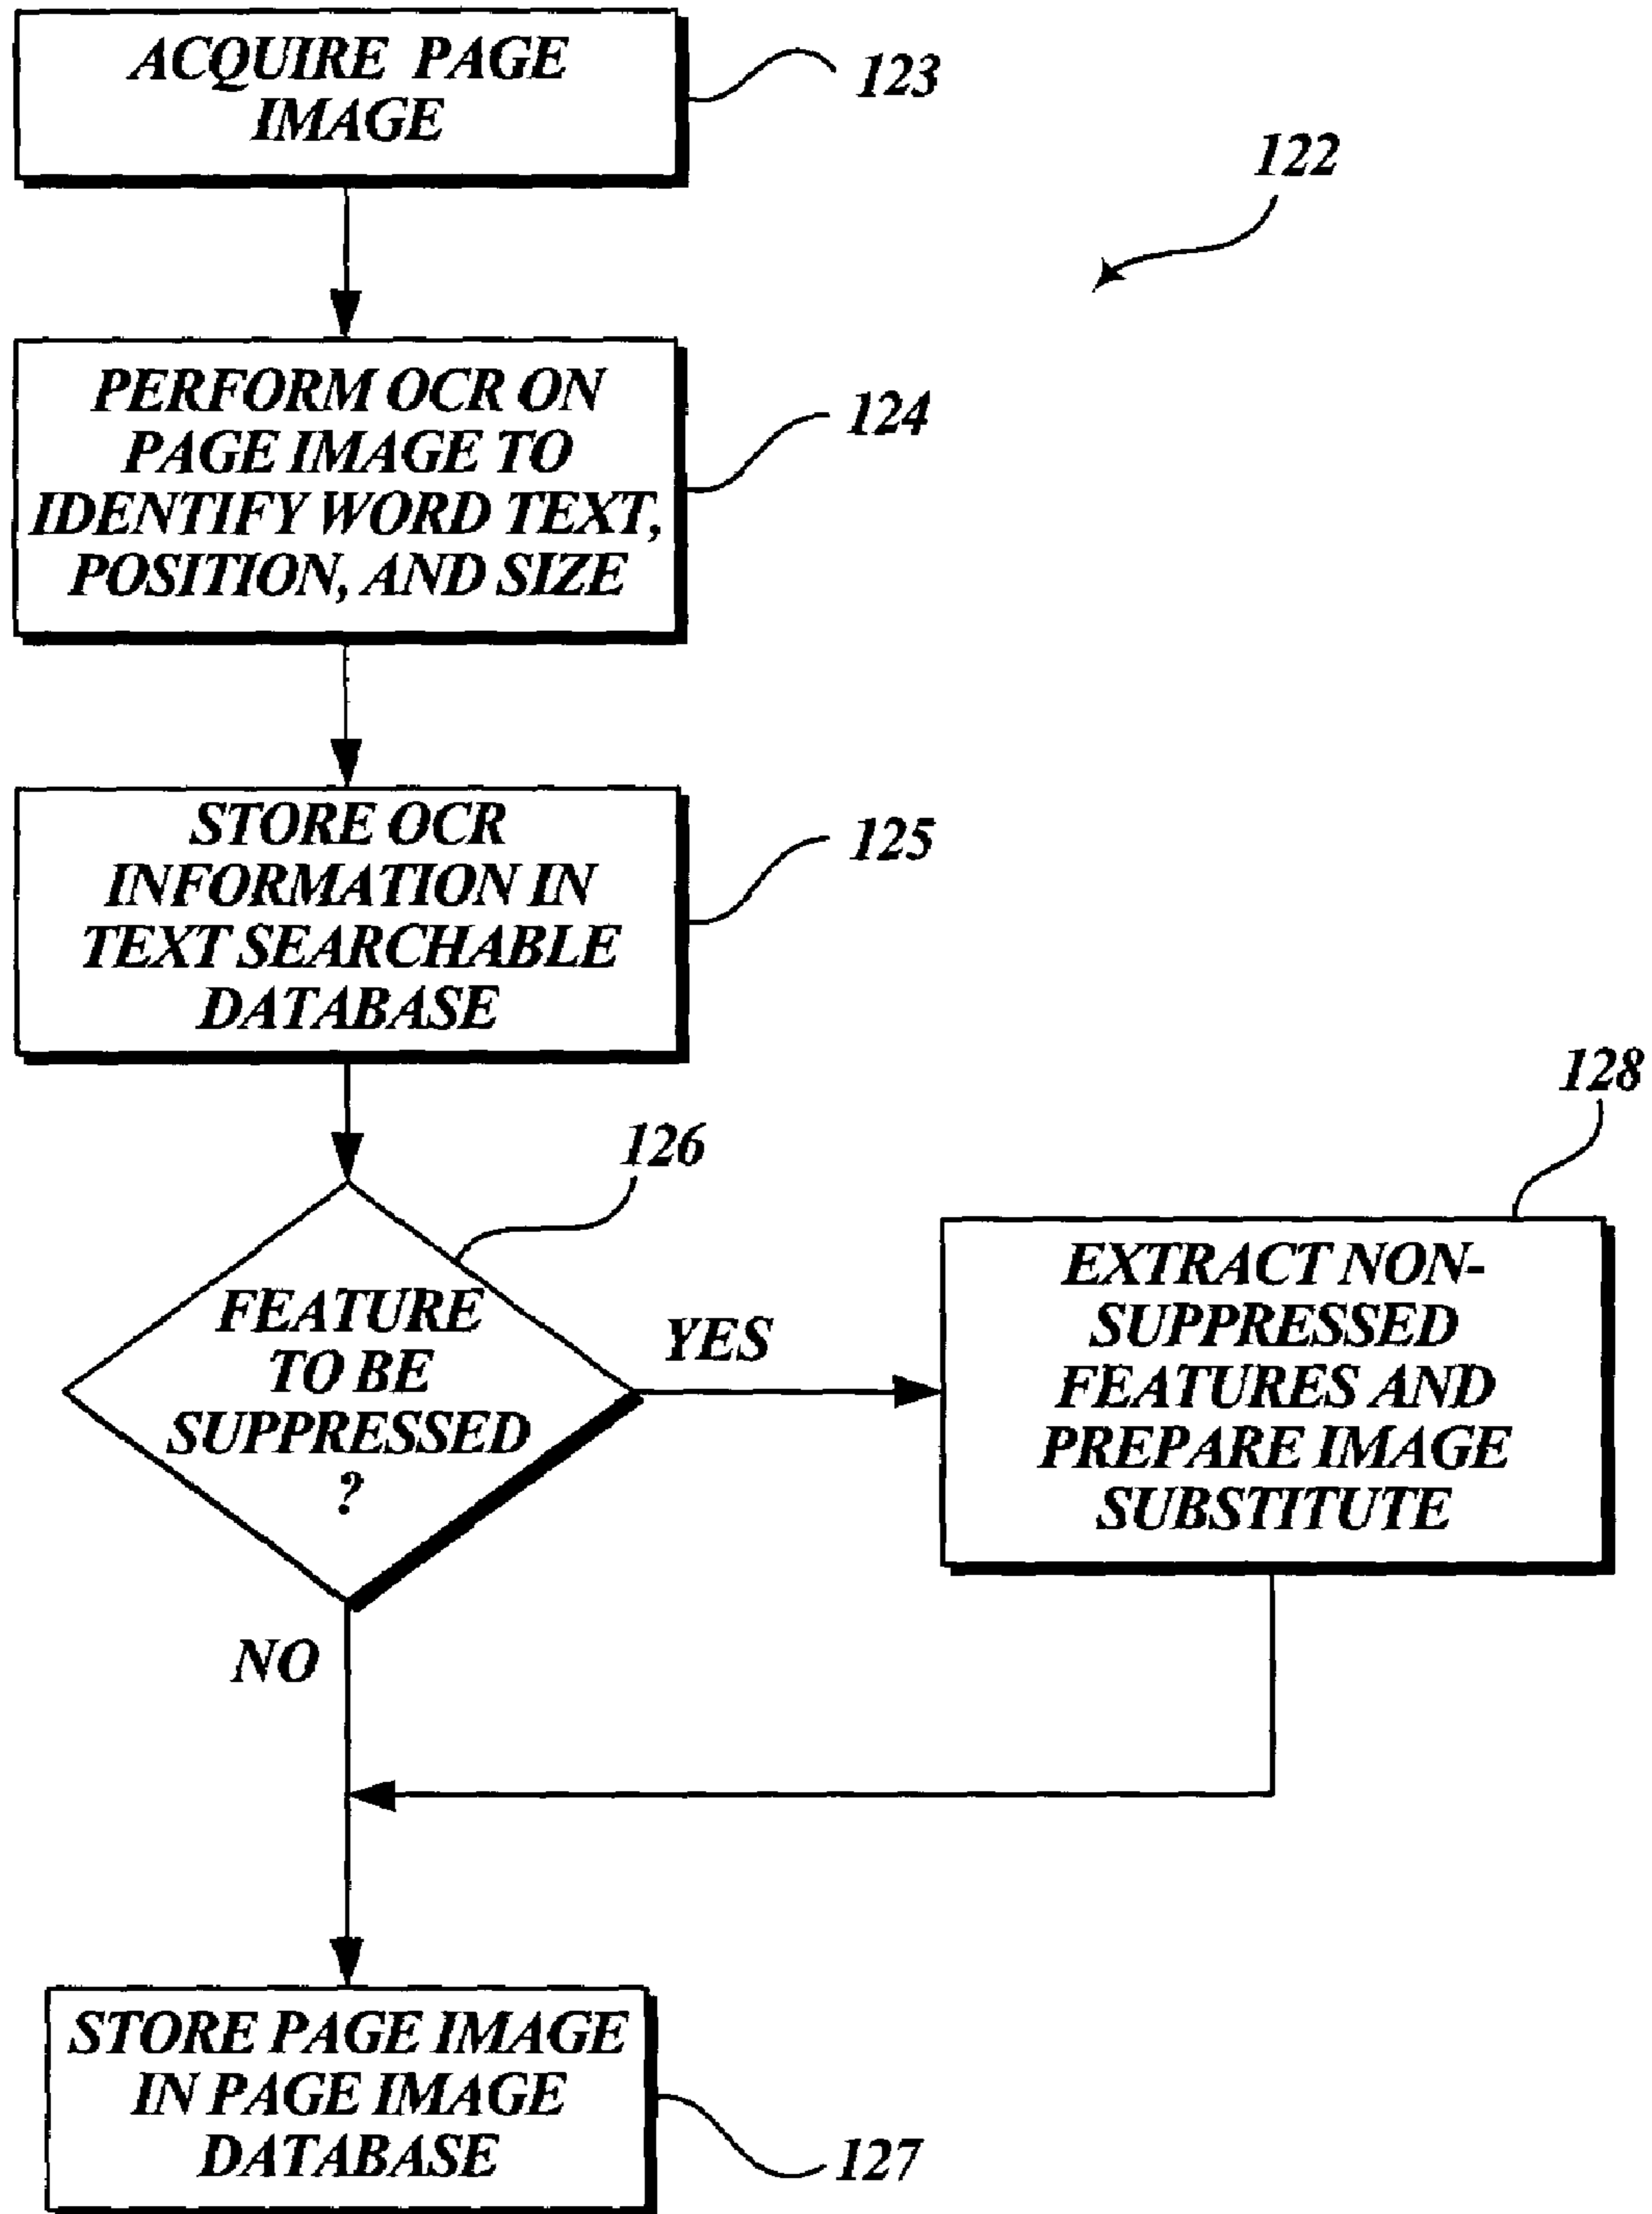 ACQUIRE PAGE
IMAGE
123
122
PERFORM OCR ON
PAGE IMAGE TO
IDENTIFY WORD TEXT,
POSITION, AND SIZE
124
STORE OCR
INFORMATION IN
TEXT SEARCHABLE
DATABASE
125
126
FEATURE
TO BE
SUPPRESSED
?
YES
128
EXTRACT NON-
SUPPRESSED
FEATURES AND
PREPARE IMAGE
SUBSTITUTE
NO
STORE PAGE IMAGE
IN PAGE IMAGE
DATABASE
127